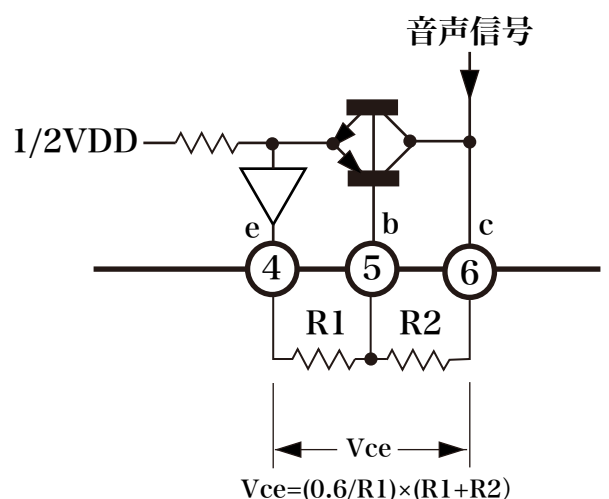 音声信号
1/2VDD
e
b
c
4
5
6
R1
R2
Vce
Vce=(0.6/R1)×(R1+R2)